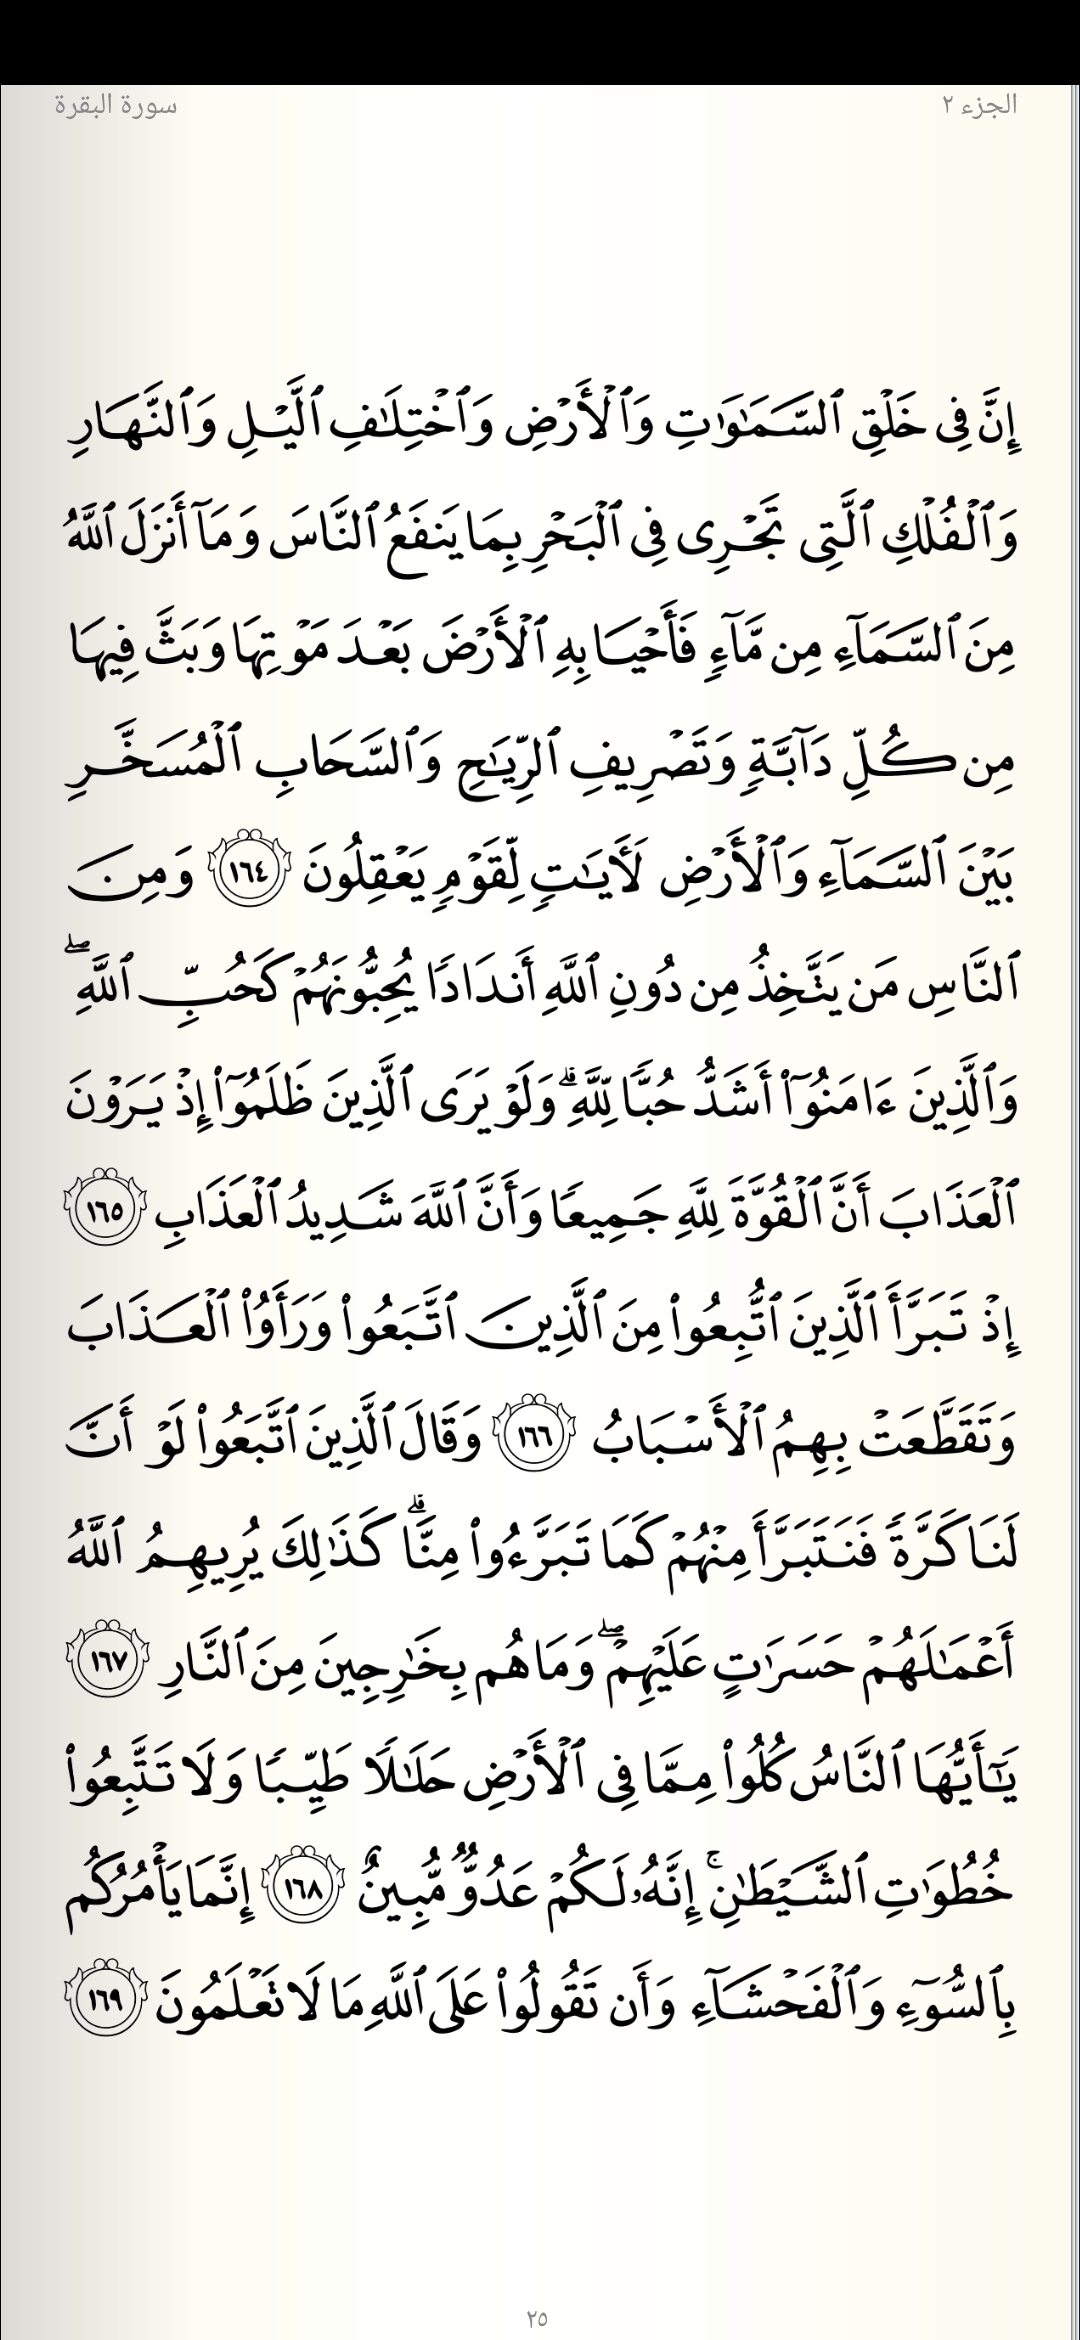 الجزء ٢
سورة البقرة
إِنَّ فِى خَلْقِ ٱلسَّمَٰوَٰتِ وَٱلْأَرْضِ وَٱخْتِلَٰفِ ٱلَّيْلِ وَٱلنَّهَارِ
وَٱلْفُلْكِ ٱلَّتِى تَجْرِى فِى ٱلْبَحْرِ بِمَا يَنفَعُ ٱلنَّاسَ وَمَآ أَنزَلَ ٱللَّهُ
مِنَ ٱلسَّمَآءِ مِن مَّآءٍ فَأَحْيَا بِهِ ٱلْأَرْضَ بَعْدَ مَوْتِهَا وَبَثَّ فِيهَا
مِن كُلِّ دَآبَّةٍ وَتَصْرِيفِ ٱلرِّيَٰحِ وَٱلسَّحَابِ ٱلْمُسَخَّرِ
بَيْنَ ٱلسَّمَآءِ وَٱلْأَرْضِ لَأَيَٰتٍ لِّقَوْمٍ يَعْقِلُونَ ١٦٤ وَمِنَ
ٱلنَّاسِ مَن يَتَّخِذُ مِن دُونِ ٱللَّهِ أَندَادًا يُحِبُّونَهُمْ كَحُبِّ ٱللَّهِ ۖ
وَٱلَّذِينَ ءَامَنُوٓا۟ أَشَدُّ حُبًّا لِّلَّهِ ۗ وَلَوْ يَرَى ٱلَّذِينَ ظَلَمُوٓا۟ إِذْ يَرَوْنَ
ٱلْعَذَابَ أَنَّ ٱلْقُوَّةَ لِلَّهِ جَمِيعًا وَأَنَّ ٱللَّهَ شَدِيدُ ٱلْعَذَابِ ١٦٥
إِذْ تَبَرَّأَ ٱلَّذِينَ ٱتُّبِعُوا۟ مِنَ ٱلَّذِينَ ٱتَّبَعُوا۟ وَرَأَوُا۟ ٱلْعَذَابَ
وَتَقَطَّعَتْ بِهِمُ ٱلْأَسْبَابُ ١٦٦ وَقَالَ ٱلَّذِينَ ٱتَّبَعُوا۟ لَوْ أَنَّ
لَنَا كَرَّةً فَنَتَبَرَّأَ مِنْهُمْ كَمَا تَبَرَّءُوا۟ مِنَّا ۗ كَذَٰلِكَ يُرِيهِمُ ٱللَّهُ
أَعْمَٰلَهُمْ حَسَرَٰتٍ عَلَيْهِمْ ۖ وَمَا هُم بِخَٰرِجِينَ مِنَ ٱلنَّارِ ١٦٧
يَٰٓأَيُّهَا ٱلنَّاسُ كُلُوا۟ مِمَّا فِى ٱلْأَرْضِ حَلَٰلًا طَيِّبًا وَلَا تَتَّبِعُوا۟
خُطُوَٰتِ ٱلشَّيْطَٰنِ ۚ إِنَّهُۥ لَكُمْ عَدُوٌّ مُّبِينٌ ١٦٨ إِنَّمَا يَأْمُرُكُم
بِٱلسُّوٓءِ وَٱلْفَحْشَآءِ وَأَن تَقُولُوا۟ عَلَى ٱللَّهِ مَا لَا تَعْلَمُونَ ١٦٩
٢٥